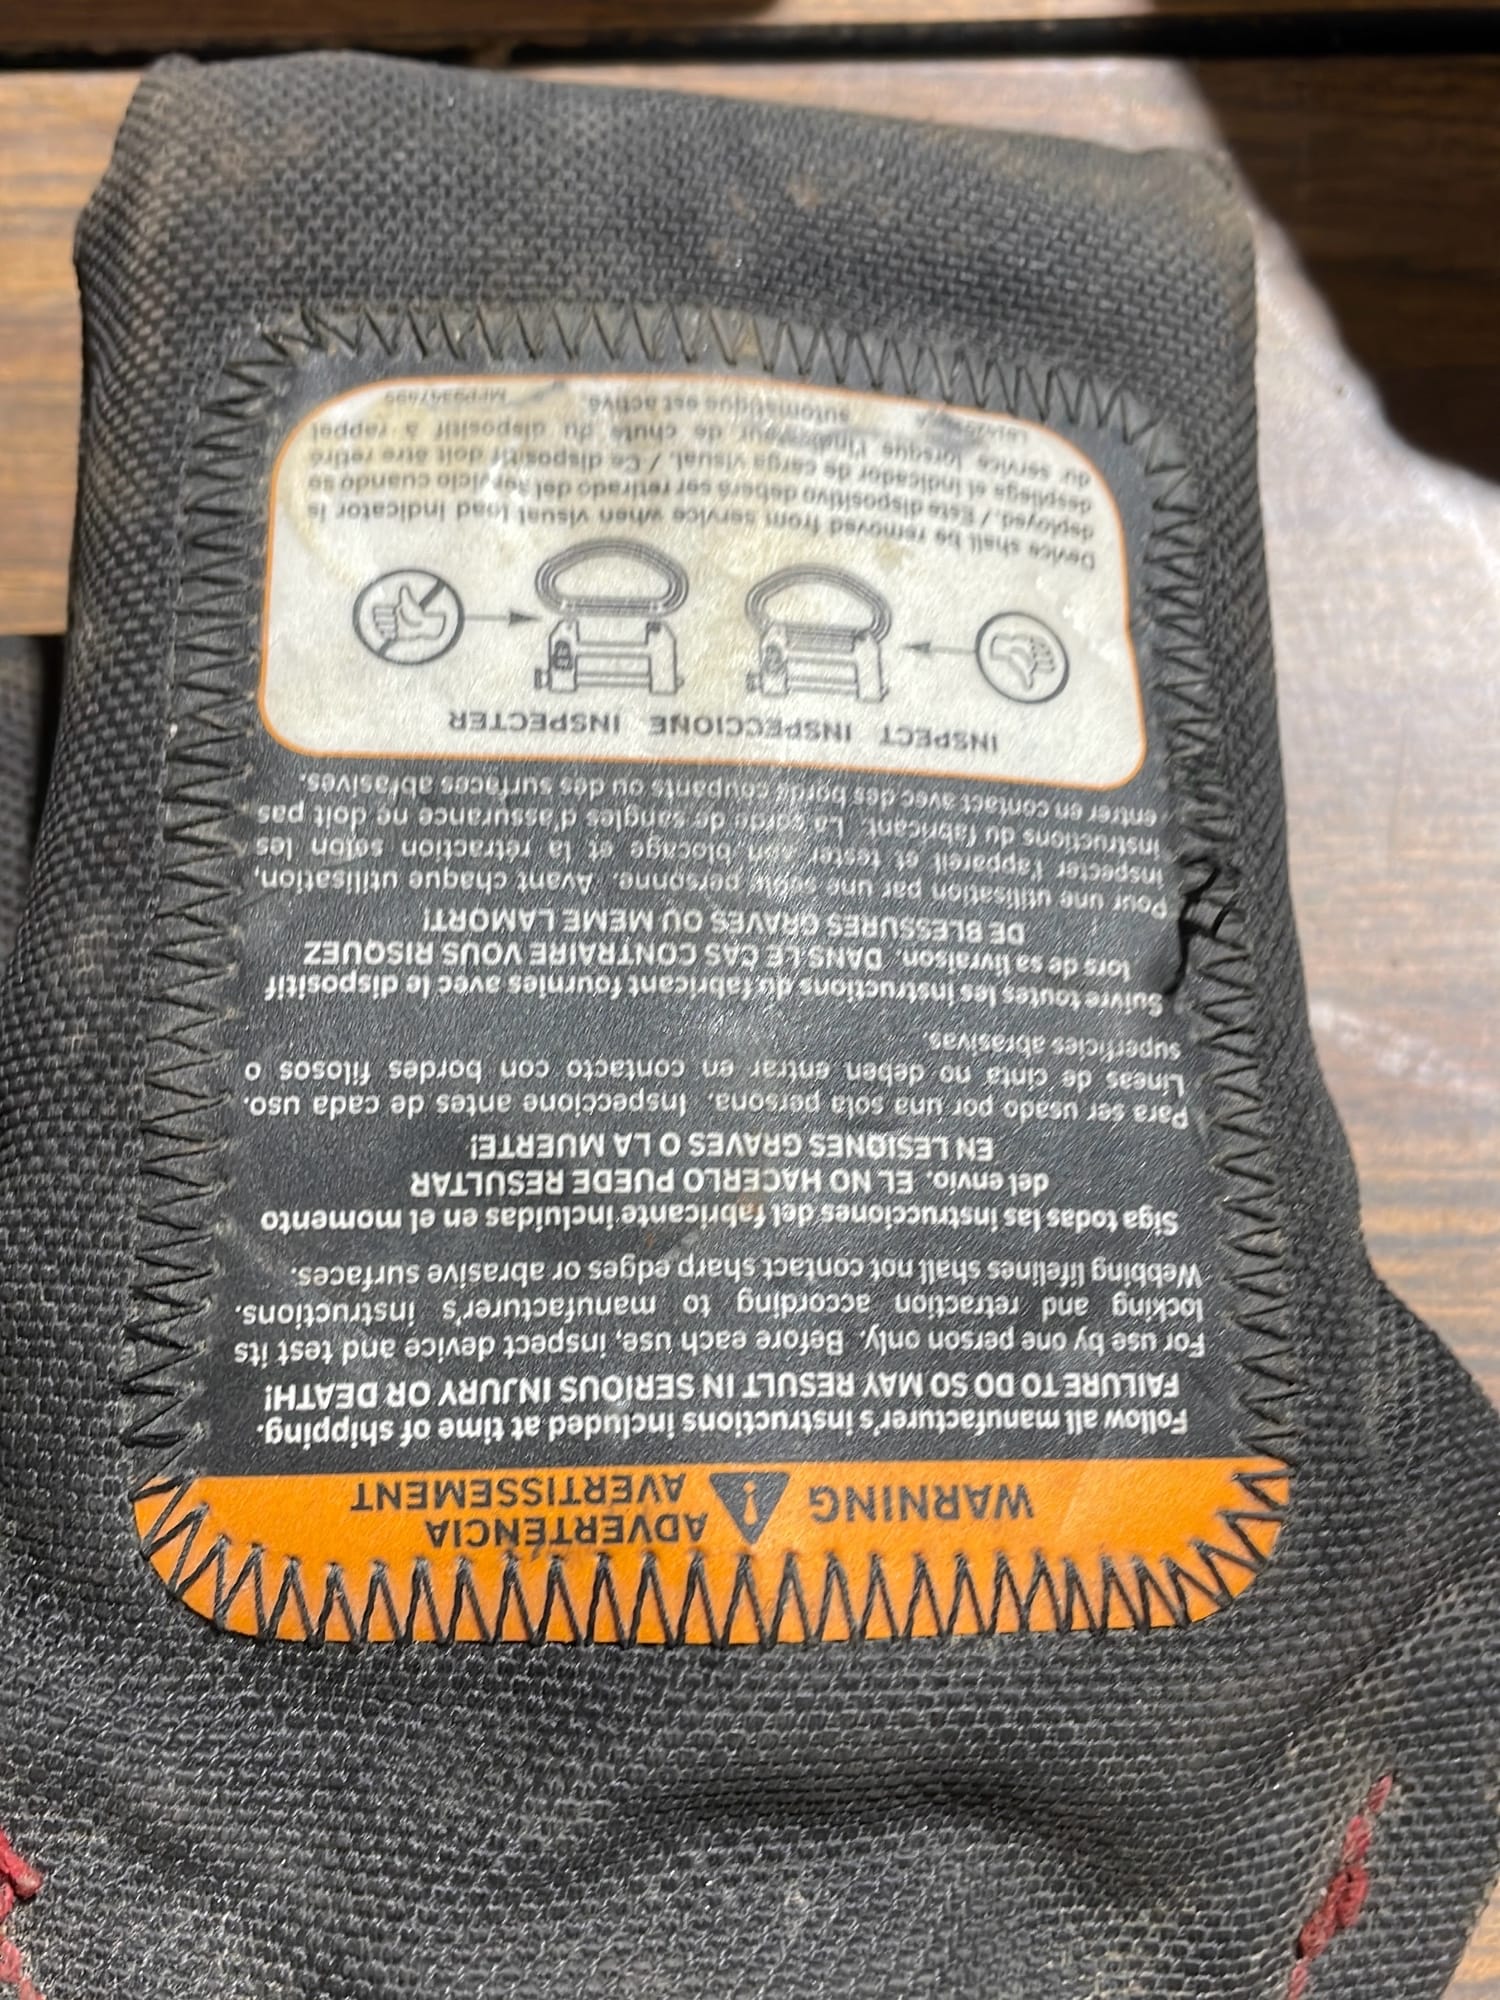 WARNING
ADVERTENCIA
AVERTISSEMENT
Follow all manufacturer's instructions included at time of shipping.
FAILURE TO DO SO MAY RESULT IN SERIOUS INJURY OR DEATH!
For use by one person only. Before each use, inspect device and test its
locking and retraction according to manufacturer's instructions.
Webbing lifelines shall not contact sharp edges or abrasive surfaces.
Siga todas las instrucciones del fabricante incluidas en el momento
del envio. EL NO HACERLO PUEDE RESULTAR
EN LESIONES GRAVES O LA MUERTE!
Para ser usado por una sola persona. Inspeccione antes de cada uso.
Líneas de cinta no deben entrar en contacto con bordes filosos o
superficies abrasivas.
Suivre toutes les instructions du fabricant fournies avec le dispositif
lors de sa livraison. DANS LE CAS CONTRAIRE VOUS RISQUEZ
DE BLESSURES GRAVES OU MEME LAMORT!
Pour une utilisation par une seule personne. Avant chaque utilisation,
inspecter l'appareil et tester son blocage et la rétraction selon les
instructions du fabricant. La corde de sangles d'assurance ne doit pas
entrer en contact avec des bords coupants ou des surfaces abrasives.
INSPECT INSPECCIONE INSPECTER
Device shall be removed from service when visual load indicator is
deployed. / Este dispositivo deberá ser retirado del servicio cuando se
despliega el indicador de carga visual. / Ce dispositif doit être retiré
du service lorsque l'indicateur de chute du dispositif à rappel
automatique est activé.